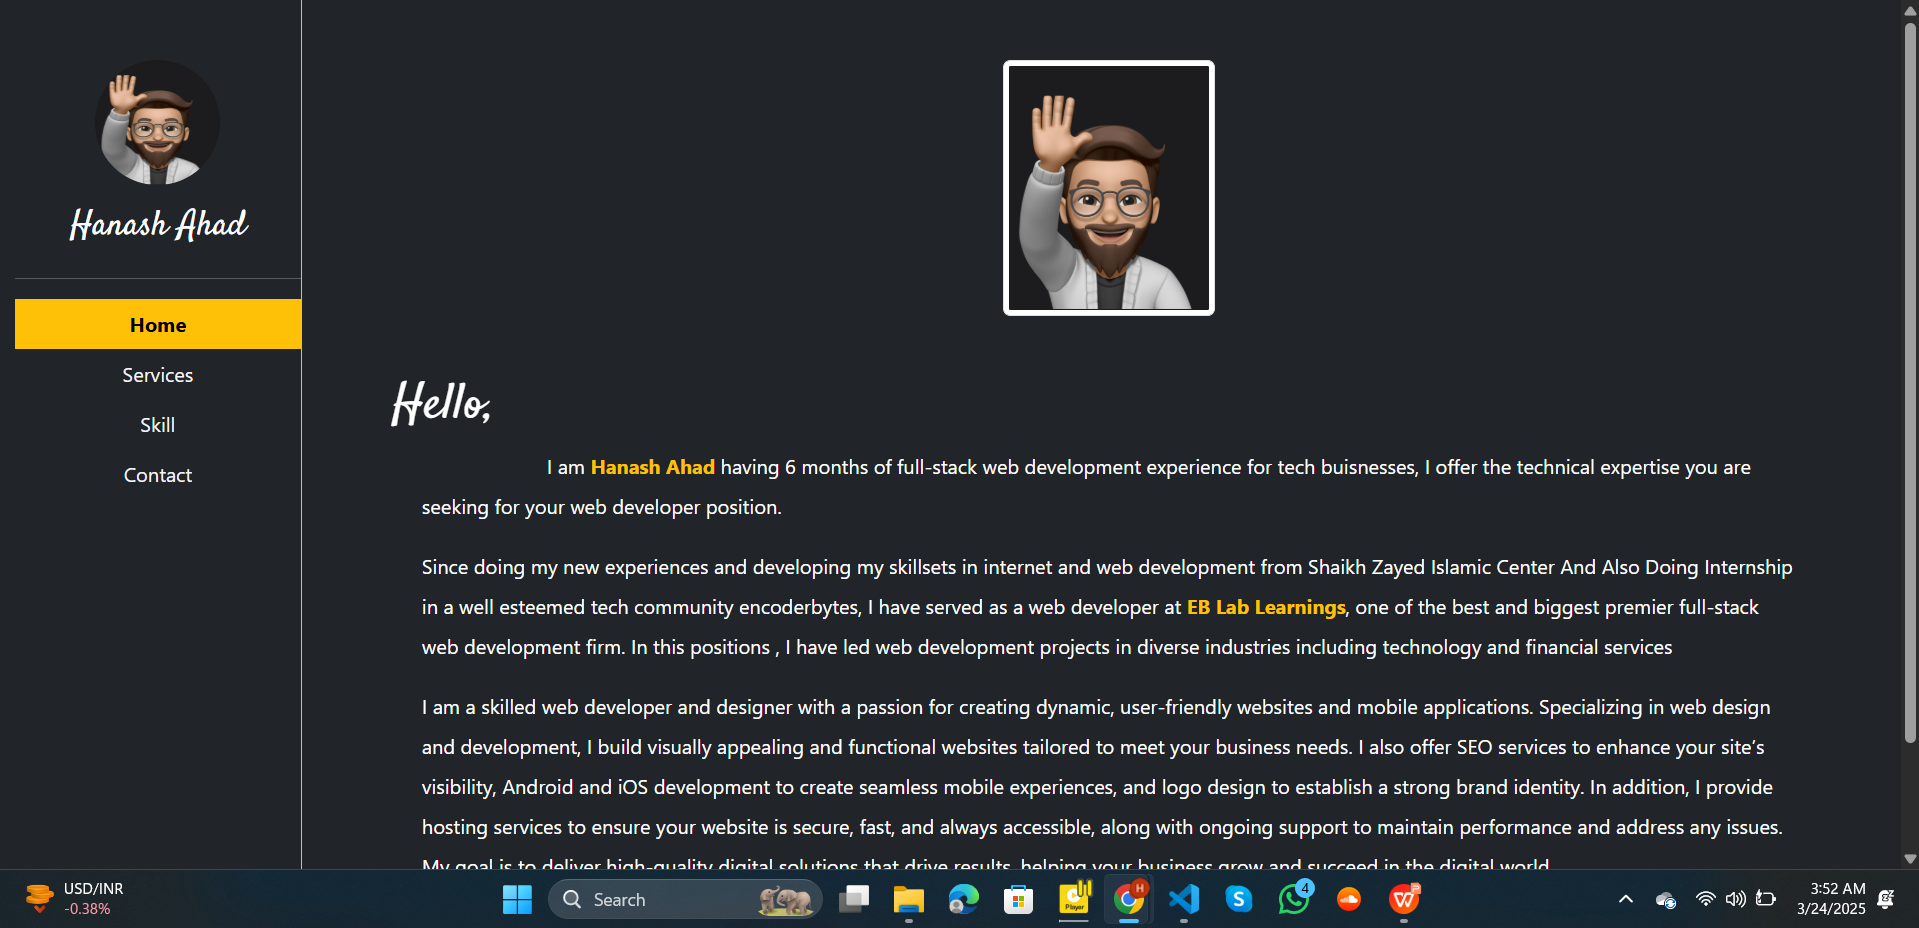 Hanash Ahad
Home
Services
Skill
Contact
Hello,
I am Hanash Ahad having 6 months of full-stack web development experience for tech buisnesses, I offer the technical expertise you are
seeking for your web developer position.
Since doing my new experiences and developing my skillsets in internet and web development from Shaikh Zayed Islamic Center And Also Doing Internship
in a well esteemed tech community encoderbytes, I have served as a web developer at EB Lab Learnings, one of the best and biggest premier full-stack
web development firm. In this positions , I have led web development projects in diverse industries including technology and financial services
I am a skilled web developer and designer with a passion for creating dynamic, user-friendly websites and mobile applications. Specializing in web design
and development, I build visually appealing and functional websites tailored to meet your business needs. I also offer SEO services to enhance your site’s
visibility, Android and iOS development to create seamless mobile experiences, and logo design to establish a strong brand identity. In addition, I provide
hosting services to ensure your website is secure, fast, and always accessible, along with ongoing support to maintain performance and address any issues.
My goal is to deliver high-quality digital solutions that drive results, helping your business grow and succeed in the digital world.
USD/INR
-0.38%
Search
Player
H
S
4
W
P
3:52 AM
3/24/2025